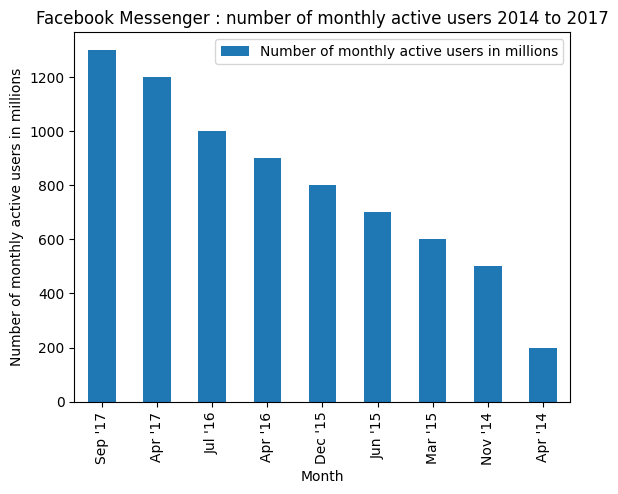 Facebook Messenger : number of monthly active users 2014 to 2017
Number of monthly active users in millions
Number of monthly active users in millions
1200
1000
800
600
400
200
0
Sep '17
Apr '17
Jul '16
Apr '16
Dec '15
Jun '15
Mar '15
Nov '14
Apr '14
Month